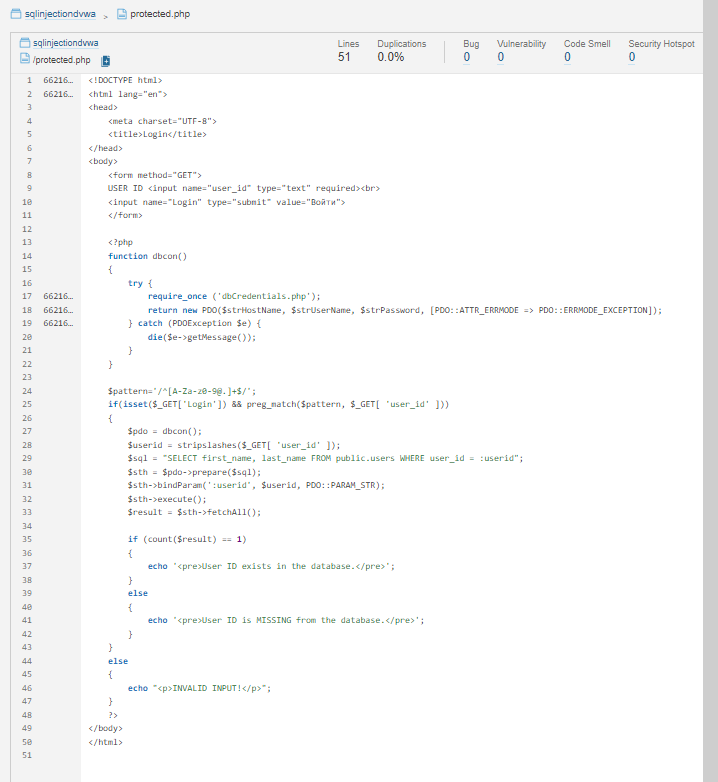 sqlinjectiondvwa > protected.php
sqlinjectiondvwa
/protected.php
Lines Duplications Bug Vulnerability Code Smell Security Hotspot
51 0.0% 0 0 0 0
1 66216… <!DOCTYPE html>
2 66216… <html lang="en">
3 <head>
4     <meta charset="UTF-8">
5     <title>Login</title>
6 </head>
7 <body>
8     <form method="GET">
9     USER ID <input name="user_id" type="text" required><br>
10     <input name="Login" type="submit" value="Войти">
11     </form>
12
13     <?php
14     function dbcon()
15     {
16         try {
17 66216…             require_once ('dbCredentials.php');
18 66216…             return new PDO($strHostName, $strUserName, $strPassword, [PDO::ATTR_ERRMODE => PDO::ERRMODE_EXCEPTION]);
19 66216…         } catch (PDOException $e) {
20             die($e->getMessage());
21         }
22     }
23
24     $pattern='/^[A-Za-z0-9@.]+$/';
25     if(isset($_GET['Login']) && preg_match($pattern, $_GET[ 'user_id' ]))
26     {
27         $pdo = dbcon();
28         $userid = stripslashes($_GET[ 'user_id' ]);
29         $sql = "SELECT first_name, last_name FROM public.users WHERE user_id = :userid";
30         $sth = $pdo->prepare($sql);
31         $sth->bindParam(':userid', $userid, PDO::PARAM_STR);
32         $sth->execute();
33         $result = $sth->fetchAll();
34
35         if (count($result) == 1)
36         {
37             echo '<pre>User ID exists in the database.</pre>';
38         }
39         else
40         {
41             echo '<pre>User ID is MISSING from the database.</pre>';
42         }
43     }
44     else
45     {
46         echo "<p>INVALID INPUT!</p>";
47     }
48     ?>
49 </body>
50 </html>
51